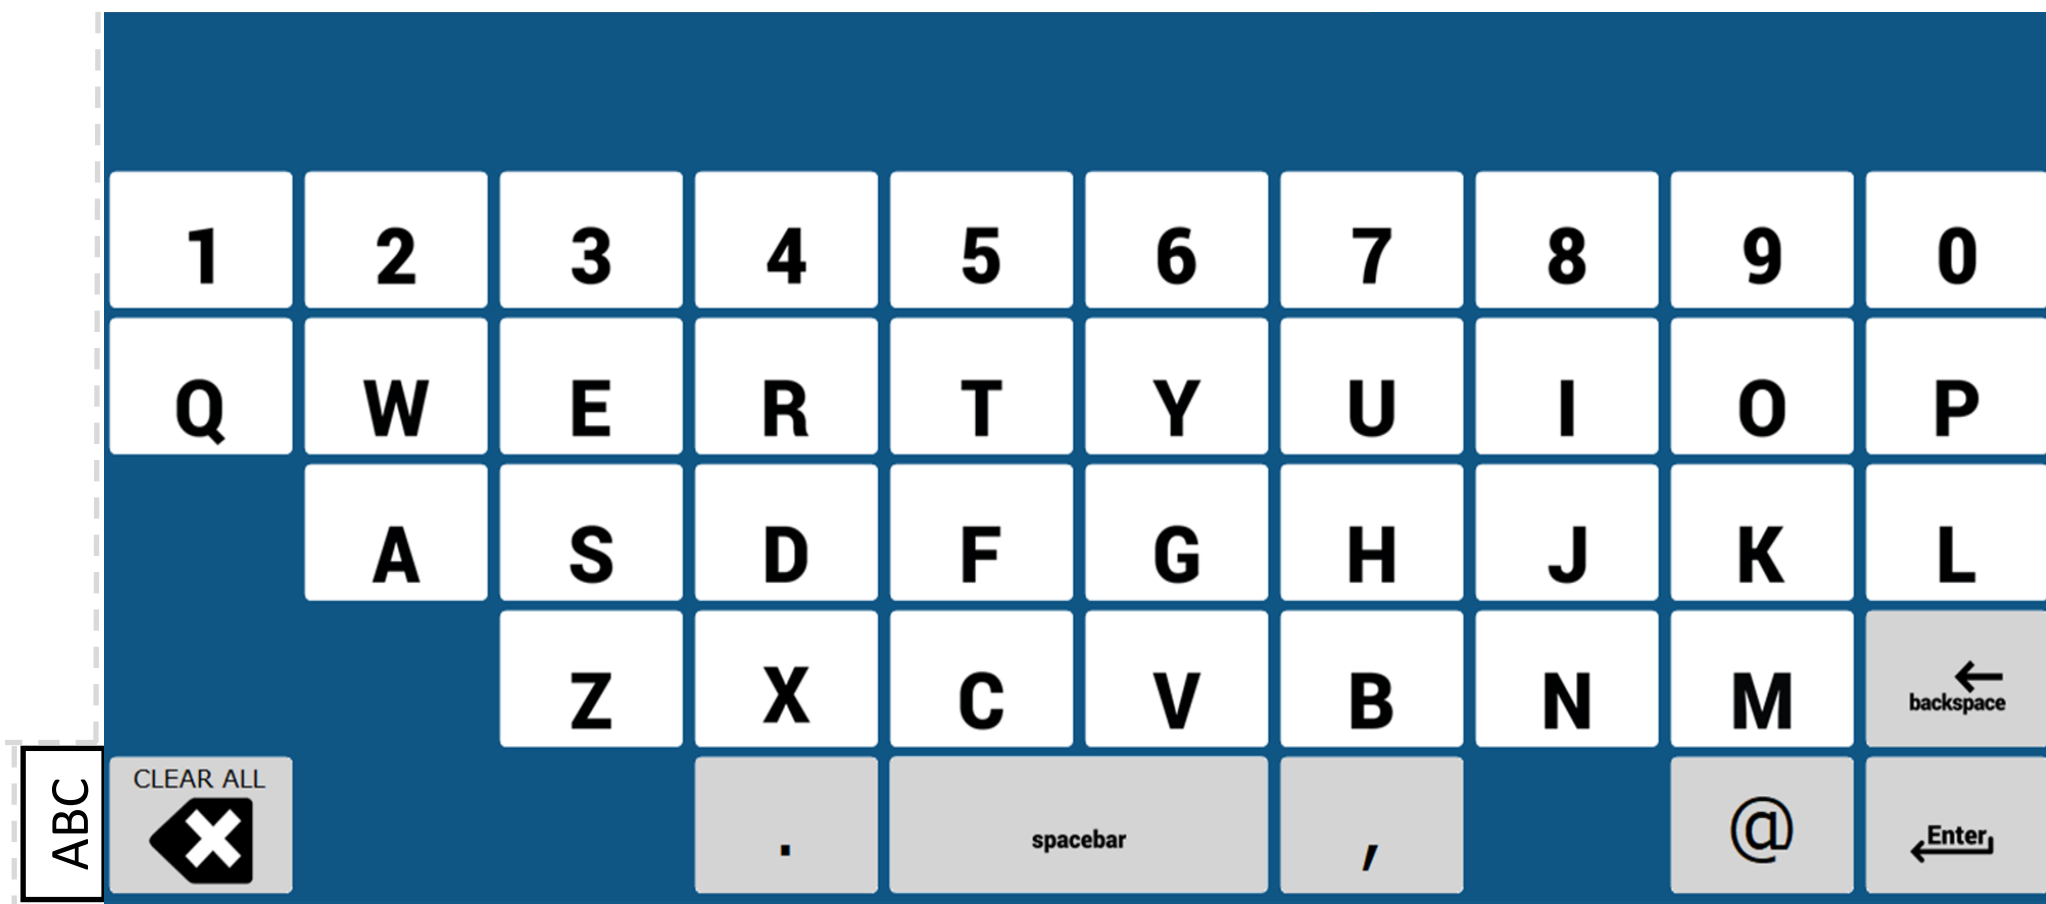 1 2 3 4 5 6 7 8 9 0
Q W E R T Y U I O P
A S D F G H J K L
Z X C V B N M backspace
ABC CLEAR ALL . spacebar , @ Enter